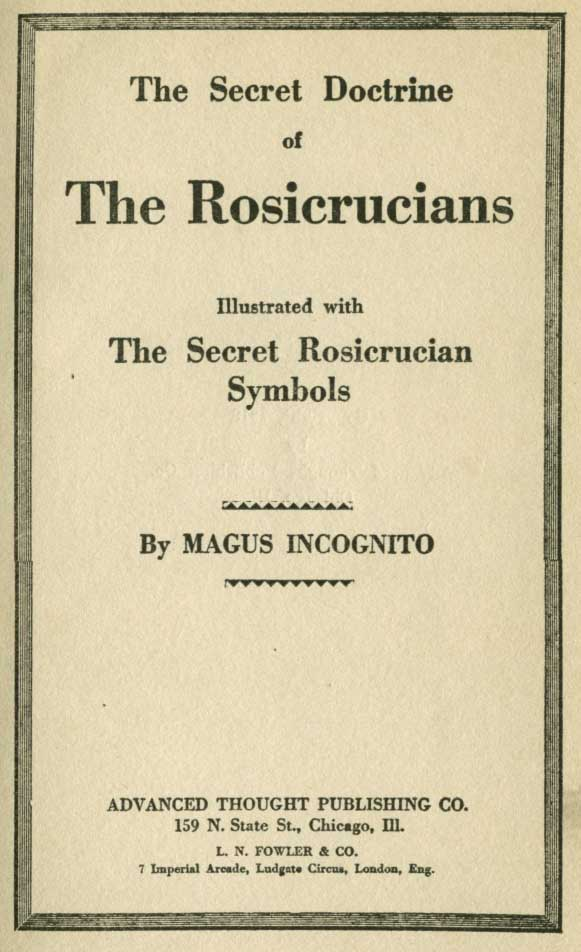 The Secret Doctrine
of
The Rosicrucians
Illustrated with
The Secret Rosicrucian
Symbols
By MAGUS INCOGNITO
ADVANCED THOUGHT PUBLISHING CO.
159 N. State St., Chicago, Ill.
L. N. FOWLER & CO.
7 Imperial Arcade, Ludgate Circus, London, Eng.